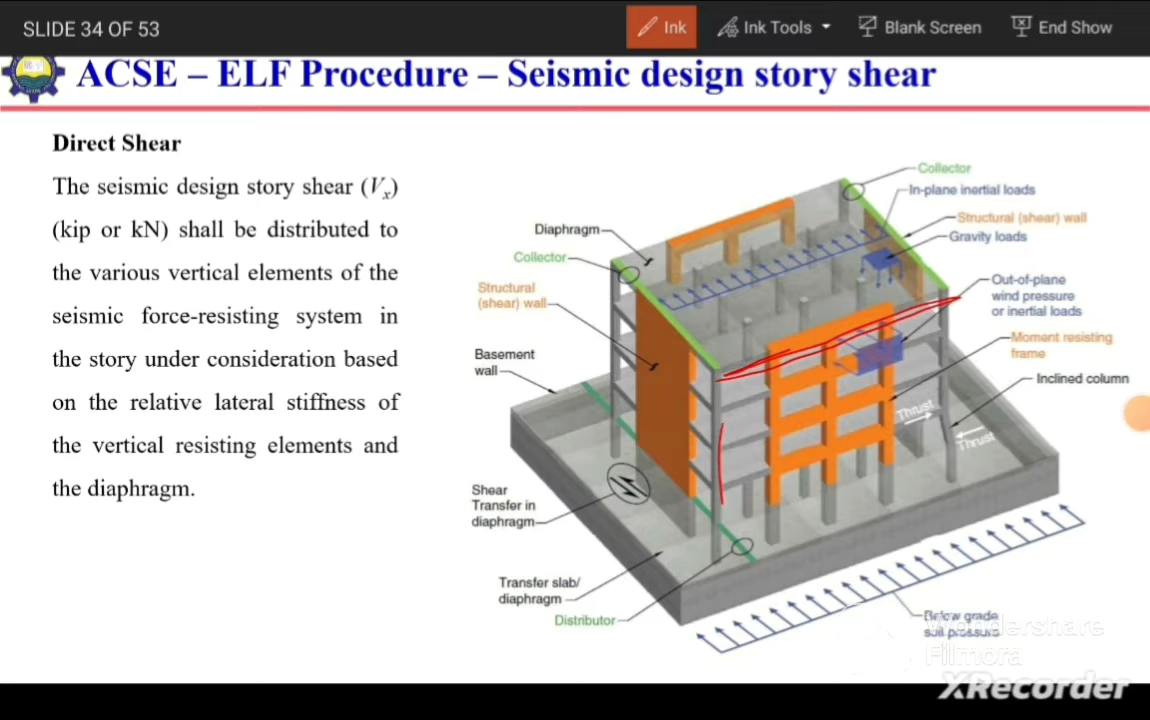 SLIDE 34 OF 53
Ink
Ink Tools
Blank Screen
End Show
ACSE – ELF Procedure – Seismic design story shear
Direct Shear
The seismic design story shear (Vx)
(kip or kN) shall be distributed to
the various vertical elements of the
seismic force-resisting system in
the story under consideration based
on the relative lateral stiffness of
the vertical resisting elements and
the diaphragm.
Collector
In-plane inertial loads
Structural (shear) wall
Gravity loads
Diaphragm
Collector
Structural
(shear) wall
Out-of-plane
wind pressure
or inertial loads
Moment resisting
frame
Basement
wall
Inclined column
Thrust
Thrust
Shear
Transfer in
diaphragm
Transfer slab/
diaphragm
Distributor
Below grade
soil pressure
Wondershare
Filmora
XRecorder